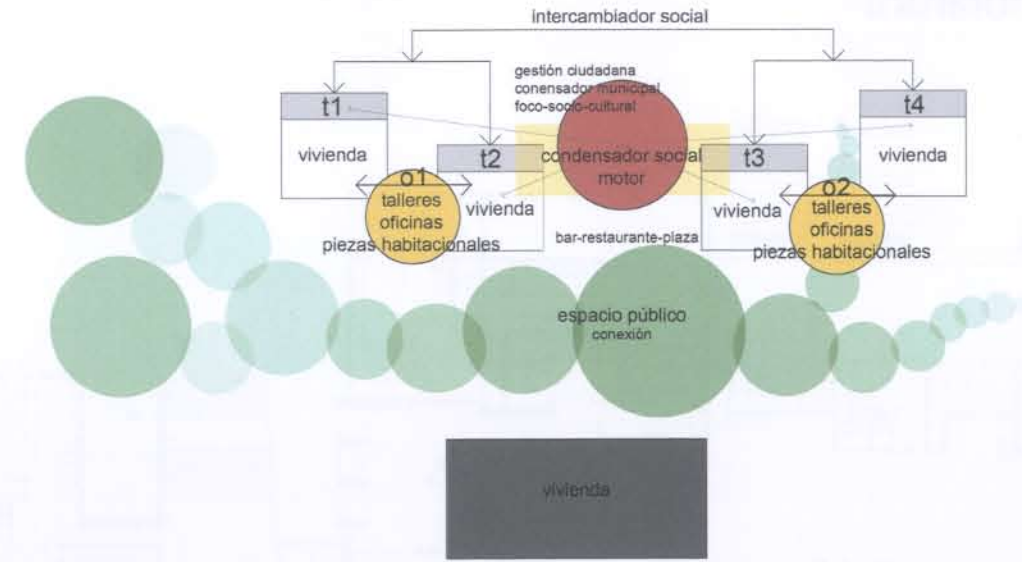 intercambiador social
gestión ciudadana
conensador municipal
foco-socio-cultural
t1
vivienda
t2
vivienda
condensador social
motor
t3
vivienda
t4
vivienda
o1
talleres
oficinas
piezas habitacionales
o2
talleres
oficinas
piezas habitacionales
bar-restaurante-plaza
espacio público
conexión
vivienda